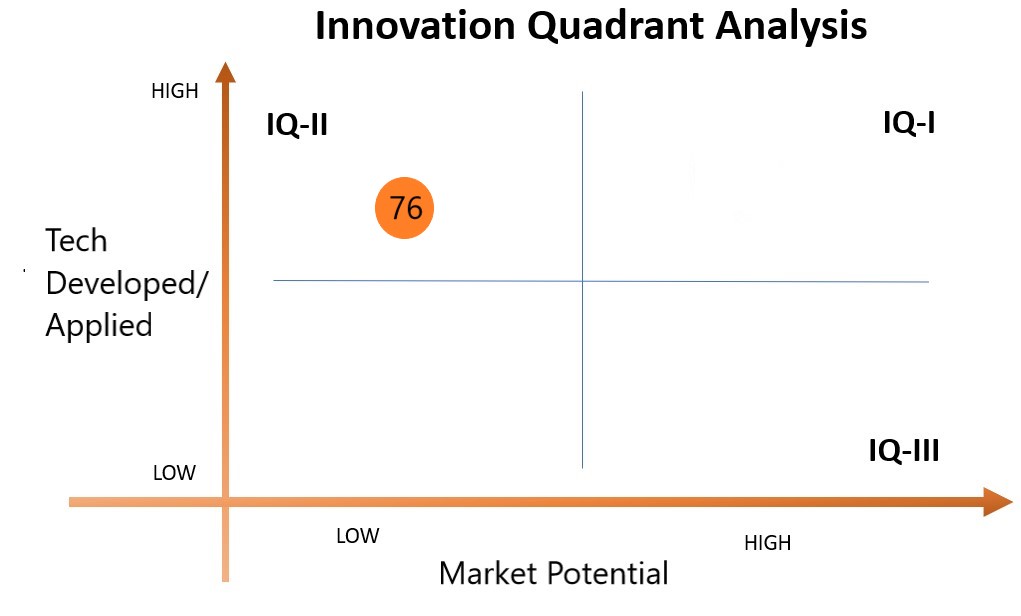 Innovation Quadrant Analysis
HIGH
IQ-II
IQ-I
76
Tech
Developed/
Applied
IQ-III
LOW
LOW
HIGH
Market Potential